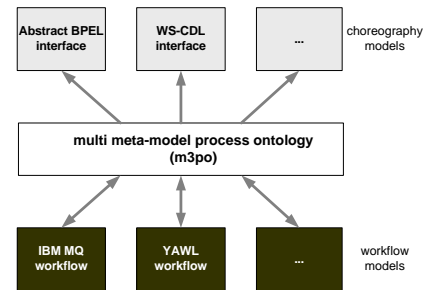 Abstract BPEL
interface
WS-CDL
interface
...
choreography
models
multi meta-model process ontology
(m3po)
IBM MQ
workflow
YAWL
workflow
...
workflow
models